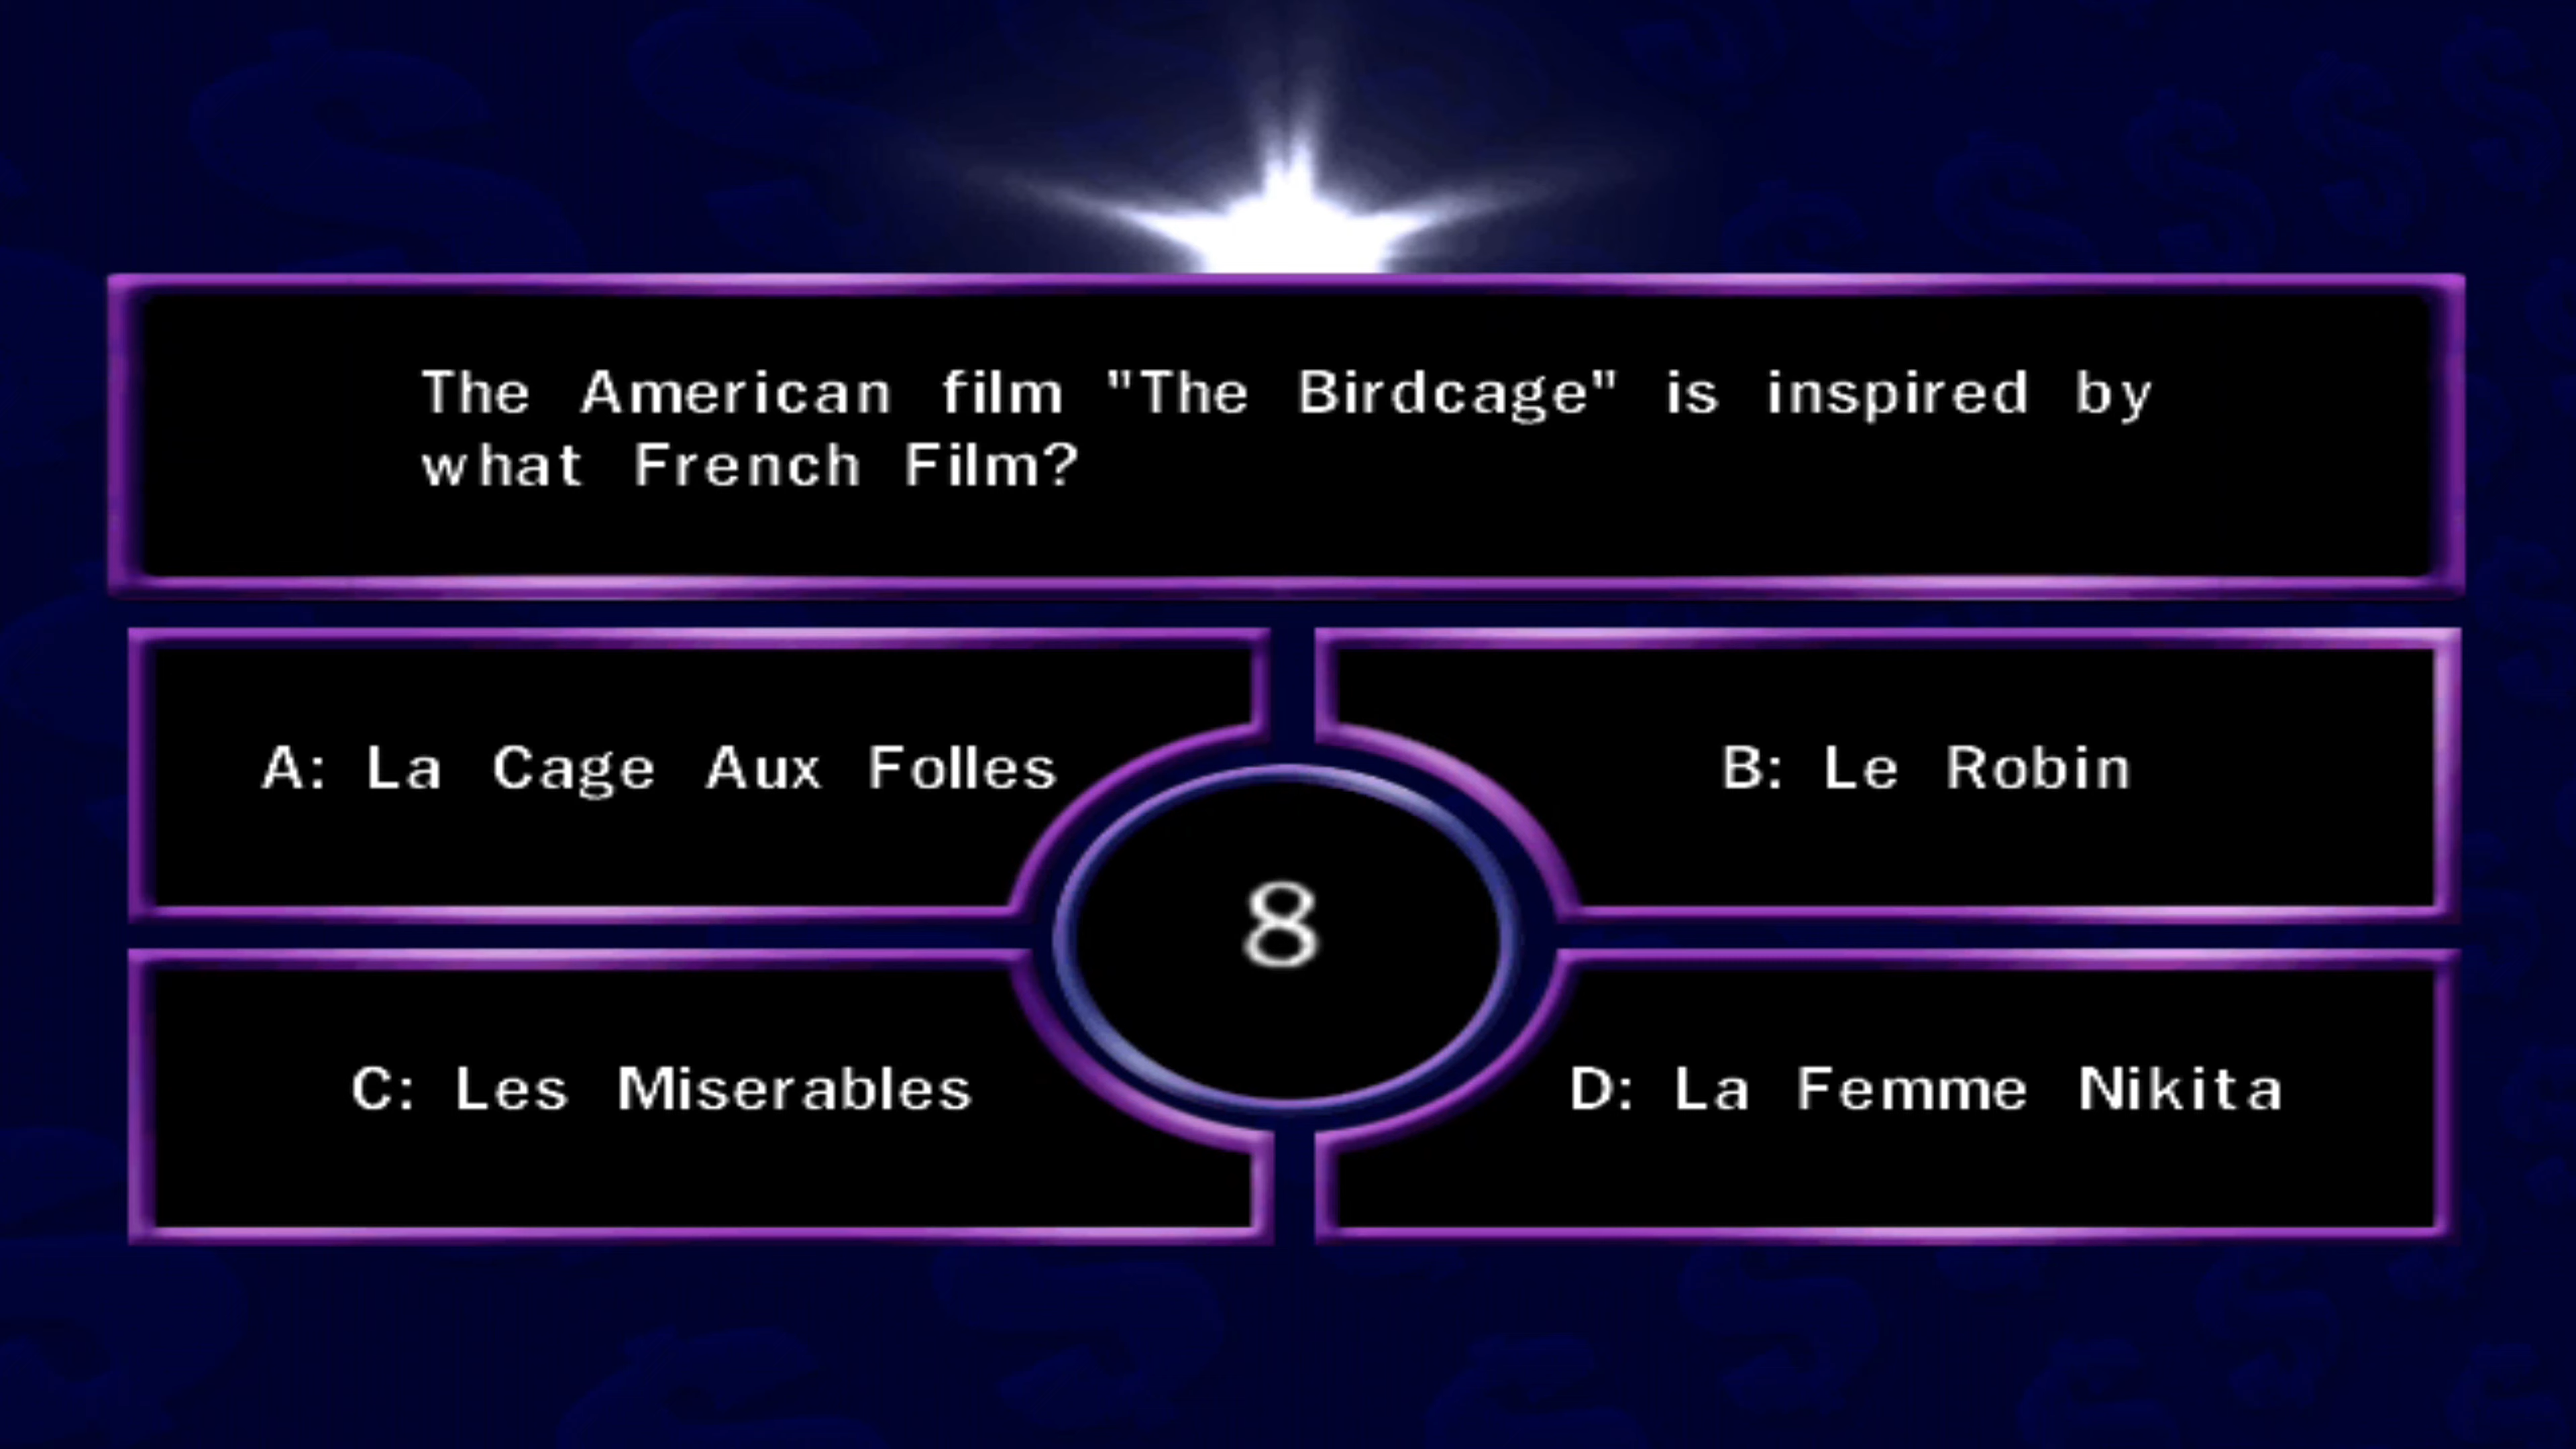 The American film "The Birdcage" is inspired by
what French Film?
A: La Cage Aux Folles
B: Le Robin
8
C: Les Miserables
D: La Femme Nikita